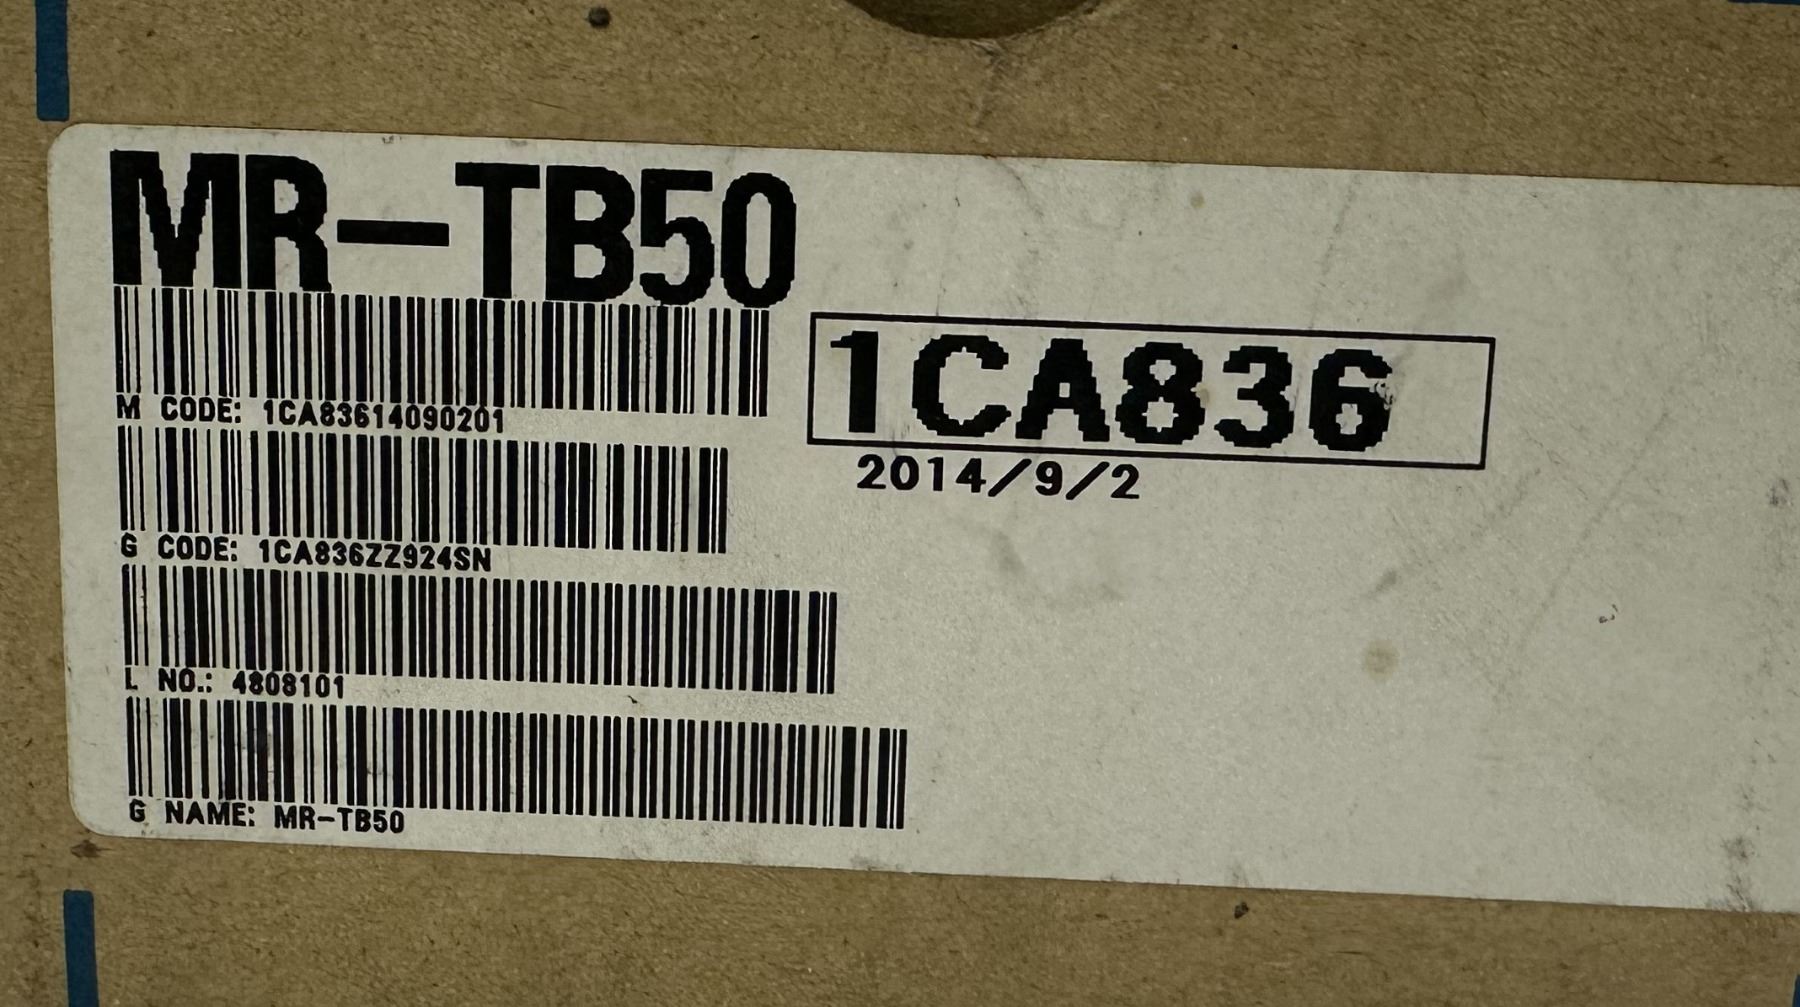 MR-TB50
1CA836
M CODE: 1CA83614090201
2014/9/2
G CODE: 1CA836ZZ924SN
L NO.: 4808101
G NAME: MR-TB50